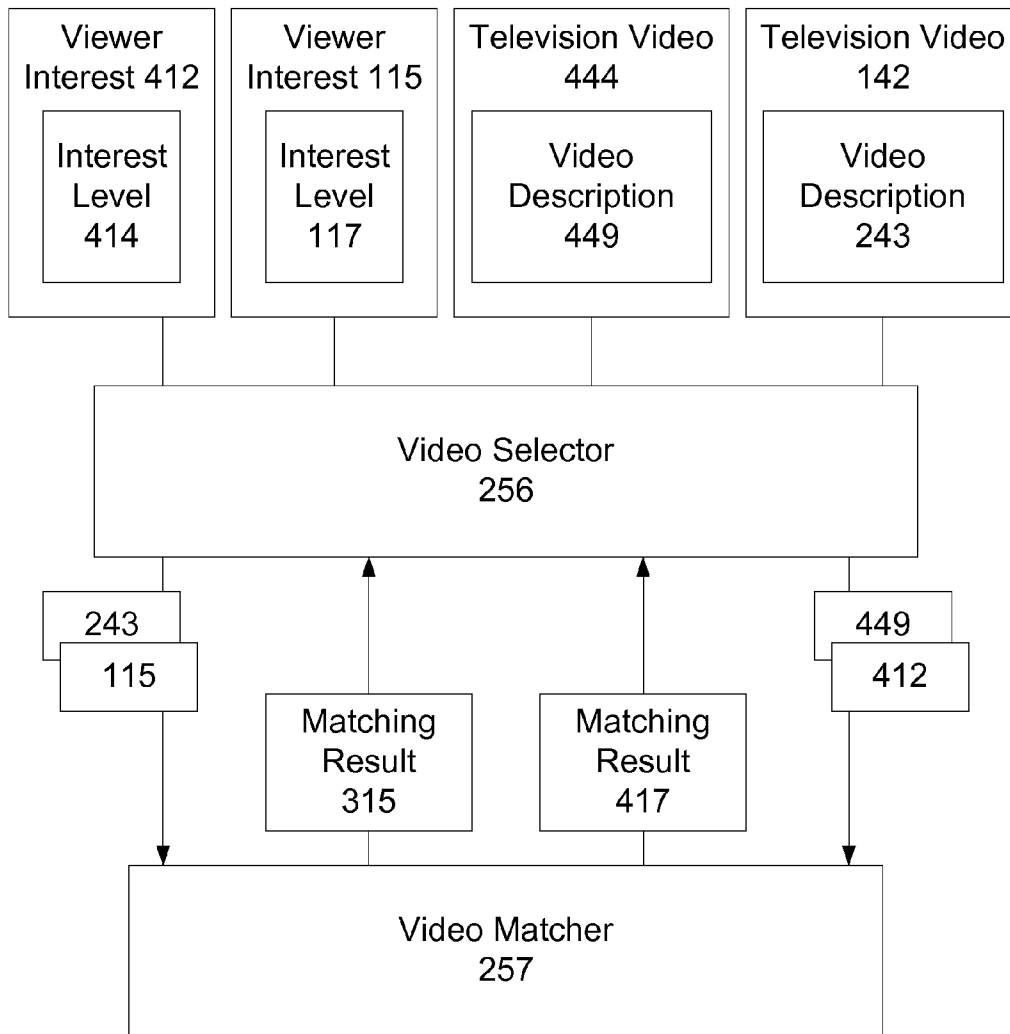 Viewer
Interest 412
Interest
Level
414
Viewer
Interest 115
Interest
Level
117
Television Video
444
Video
Description
449
Television Video
142
Video
Description
243
Video Selector
256
243
115
449
412
Matching
Result
315
Matching
Result
417
Video Matcher
257